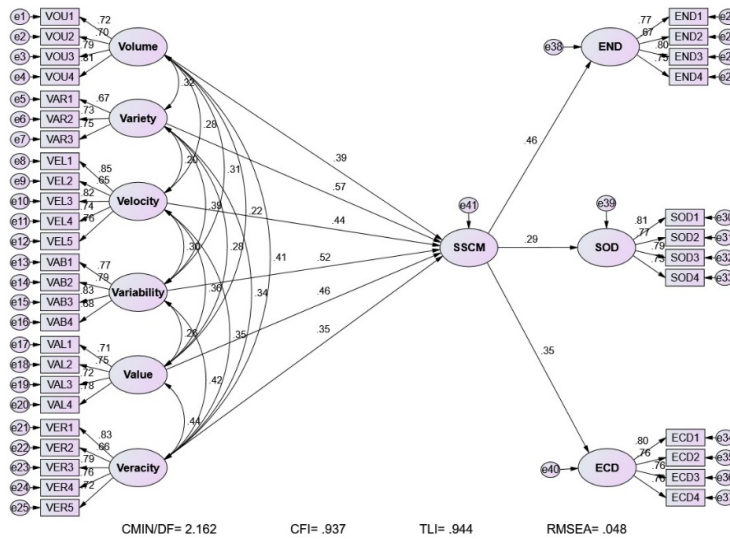 e1 VOU1 .72
e2 VOU2 .70
e3 VOU3 .79
e4 VOU4 .81
Volume
e5 VAR1 .67
e6 VAR2 .73
e7 VAR3 .75
Variety
e8 VEL1 .85
e9 VEL2 .65
e10 VEL3 .82
e11 VEL4 .74
e12 VEL5 .76
Velocity
e13 VAB1 .77
e14 VAB2 .79
e15 VAB3 .83
e16 VAB4 .68
Variability
e17 VAL1 .71
e18 VAL2 .75
e19 VAL3 .72
e20 VAL4 .78
Value
e21 VER1 .83
e22 VER2 .66
e23 VER3 .79
e24 VER4 .76
e25 VER5 .72
Veracity
.32
.28
.31
.22
.41
.20
.39
.28
.34
.30
.36
.35
.42
.44
.39
.57
.44
.52
.46
.35
e41
SSCM
.46
.29
.35
e38
END
.77 END1
.67 END2
.80 END3
.75 END4
e39
SOD
.81 SOD1 e30
.77 SOD2 e31
.79 SOD3 e32
.75 SOD4 e33
e40
ECD
.80 ECD1 e34
.76 ECD2 e35
.76 ECD3 e36
.76 ECD4 e37
CMIN/DF= 2.162 CFI= .937 TLI= .944 RMSEA= .048